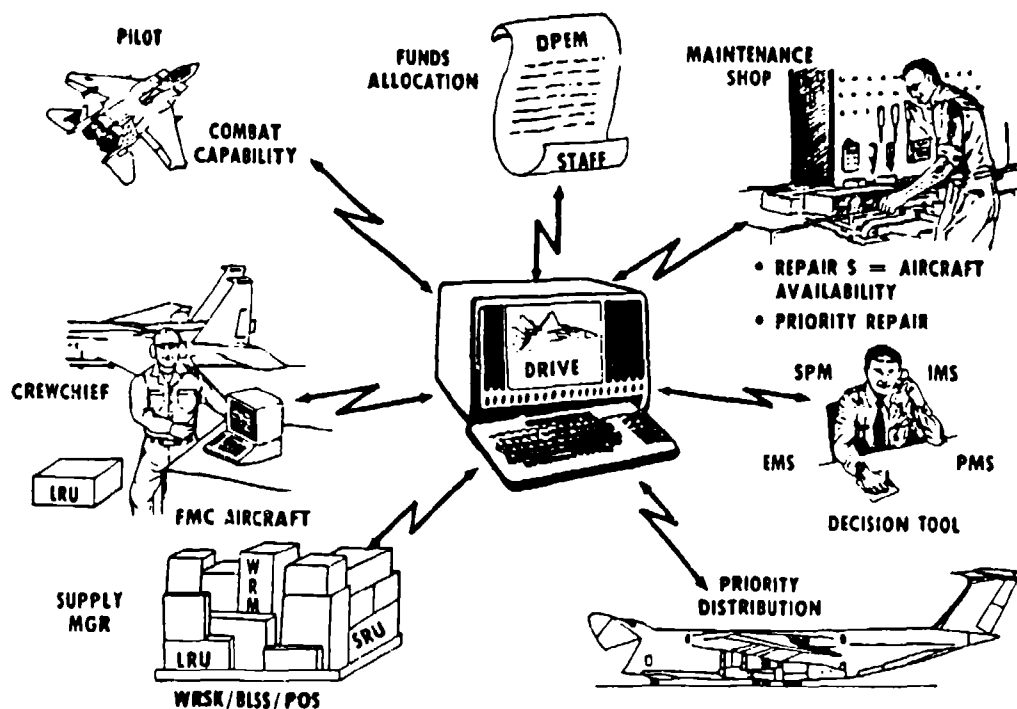 PILOT
COMBAT
CAPABILITY
FUNDS
ALLOCATION
DPEM
STAFF
MAINTENANCE
SHOP
• REPAIR S = AIRCRAFT
AVAILABILITY
• PRIORITY REPAIR
DRIVE
CREWCHIEF
LRU
FMC AIRCRAFT
SPM
IMS
EMS
PMS
DECISION TOOL
SUPPLY
MGR
WRM
LRU
SRU
WRSK/BLSS/POS
PRIORITY
DISTRIBUTION